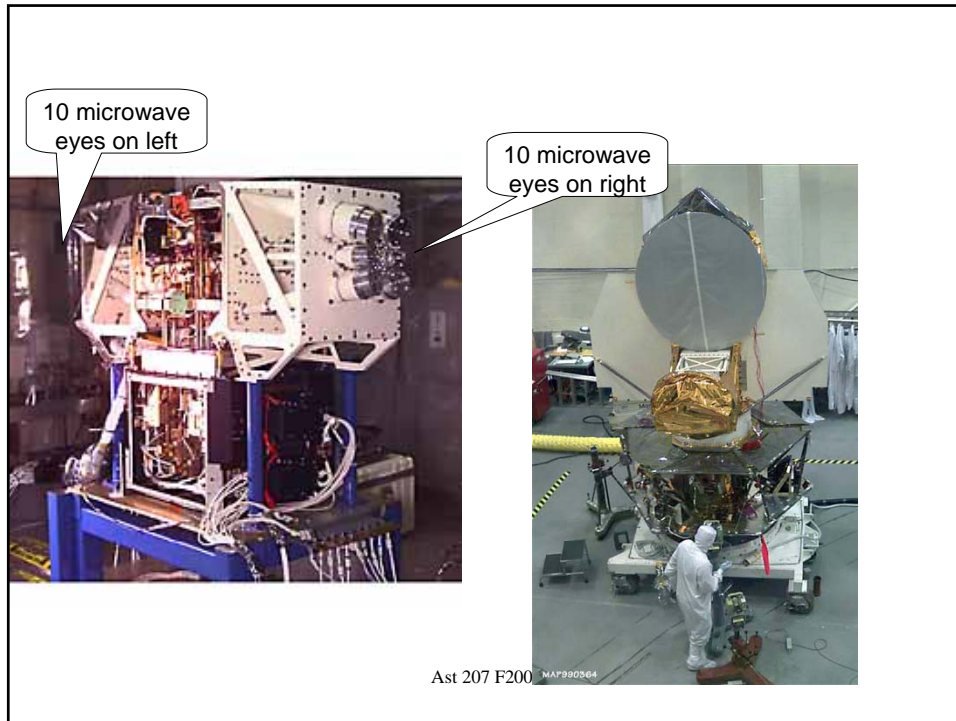 10 microwave
eyes on left
10 microwave
eyes on right
Ast 207 F200
MAP990364